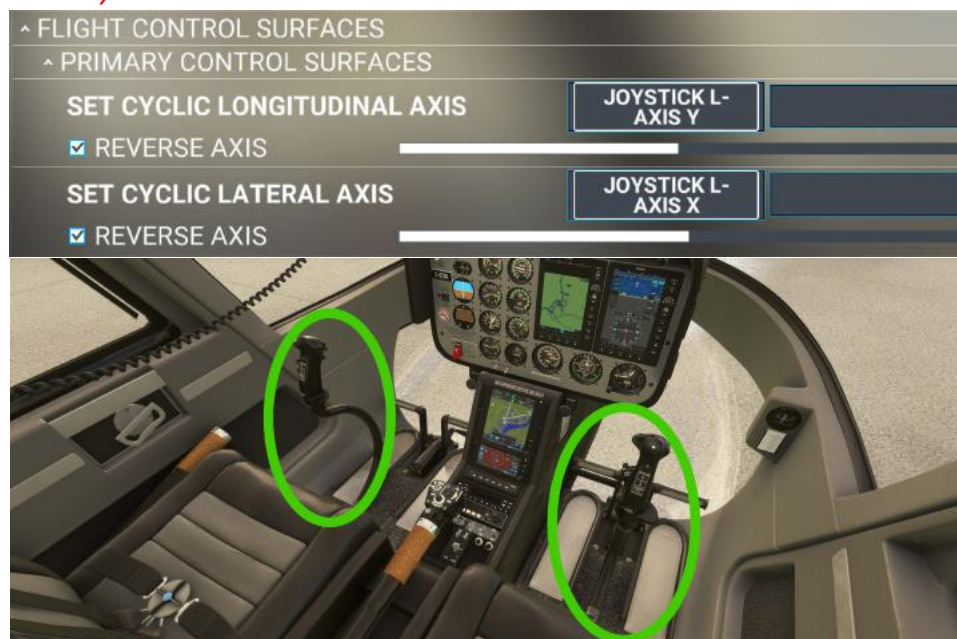 ^ FLIGHT CONTROL SURFACES
^ PRIMARY CONTROL SURFACES
SET CYCLIC LONGITUDINAL AXIS
JOYSTICK L-
AXIS Y
REVERSE AXIS
SET CYCLIC LATERAL AXIS
JOYSTICK L-
AXIS X
REVERSE AXIS